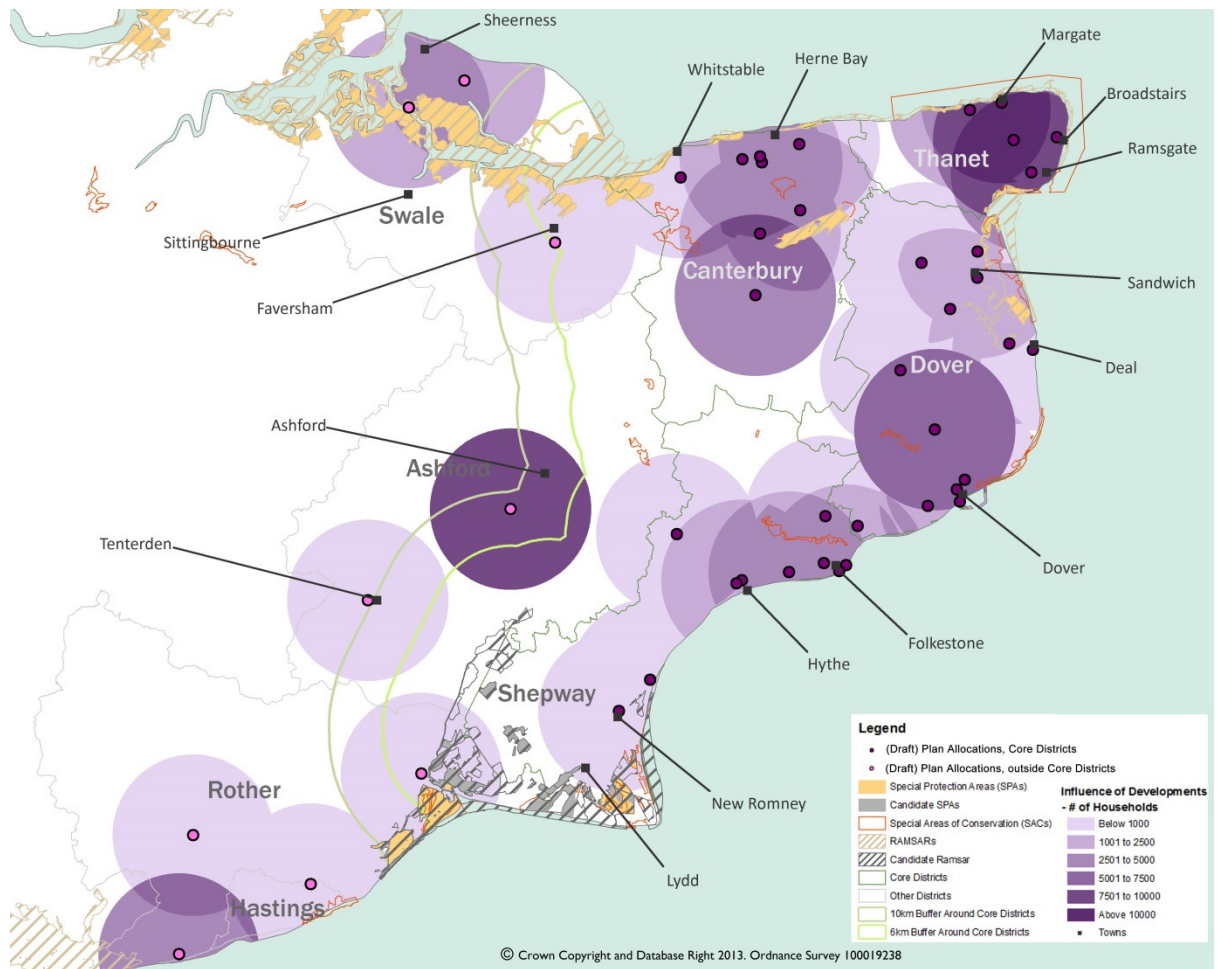 Sheerness
Margate
Whitstable
Herne Bay
Broadstairs
Thanet
Ramsgate
Swale
Sittingbourne
Canterbury
Sandwich
Faversham
Dover
Deal
Ashford
Ashford
Tenterden
Dover
Folkestone
Hythe
Shepway
Rother
New Romney
Lydd
Hastings
Legend
(Draft) Plan Allocations, Core Districts
(Draft) Plan Allocations, outside Core Districts
Special Protection Areas (SPAs)
Candidate SPAs
Special Areas of Conservation (SACs)
RAMSARs
Candidate Ramsar
Core Districts
Other Districts
10km Buffer Around Core Districts
6km Buffer Around Core Districts
Influence of Developments
- # of Households
Below 1000
1001 to 2500
2501 to 5000
5001 to 7500
7501 to 10000
Above 10000
Towns
© Crown Copyright and Database Right 2013. Ordnance Survey 100019238